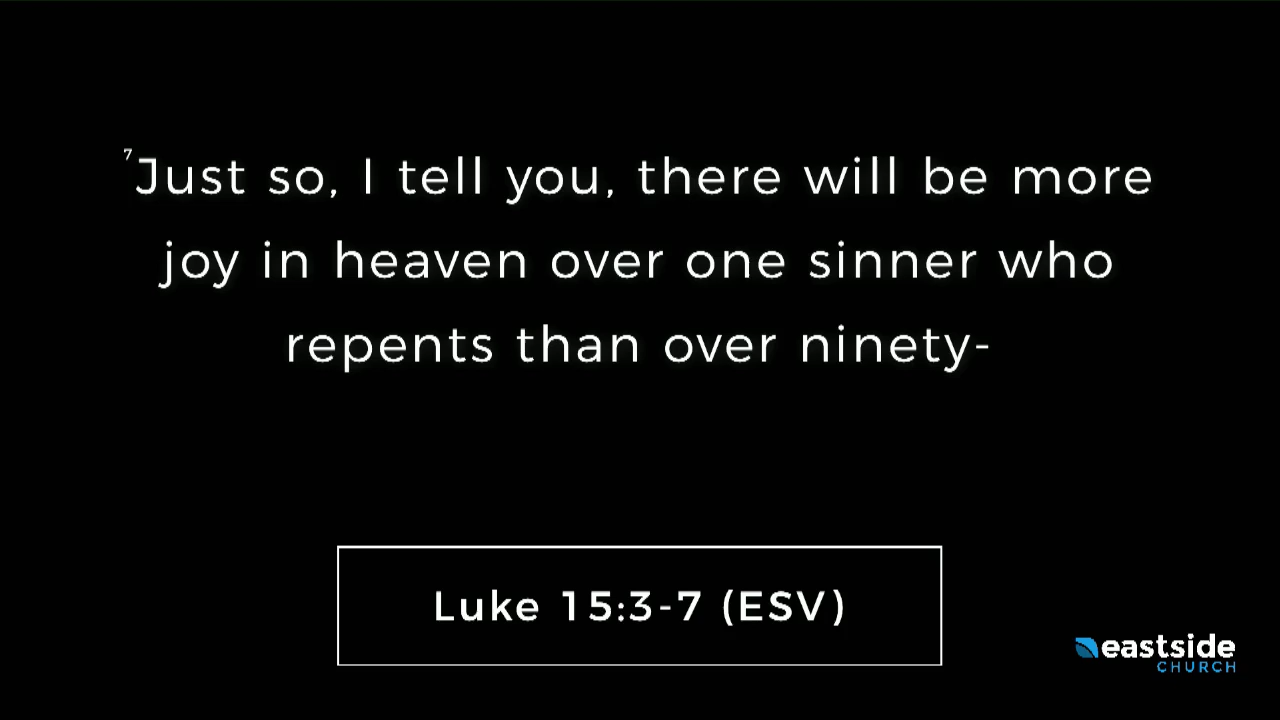 ⁷Just so, I tell you, there will be more
joy in heaven over one sinner who
repents than over ninety-
Luke 15:3-7 (ESV)
eastside
CHURCH